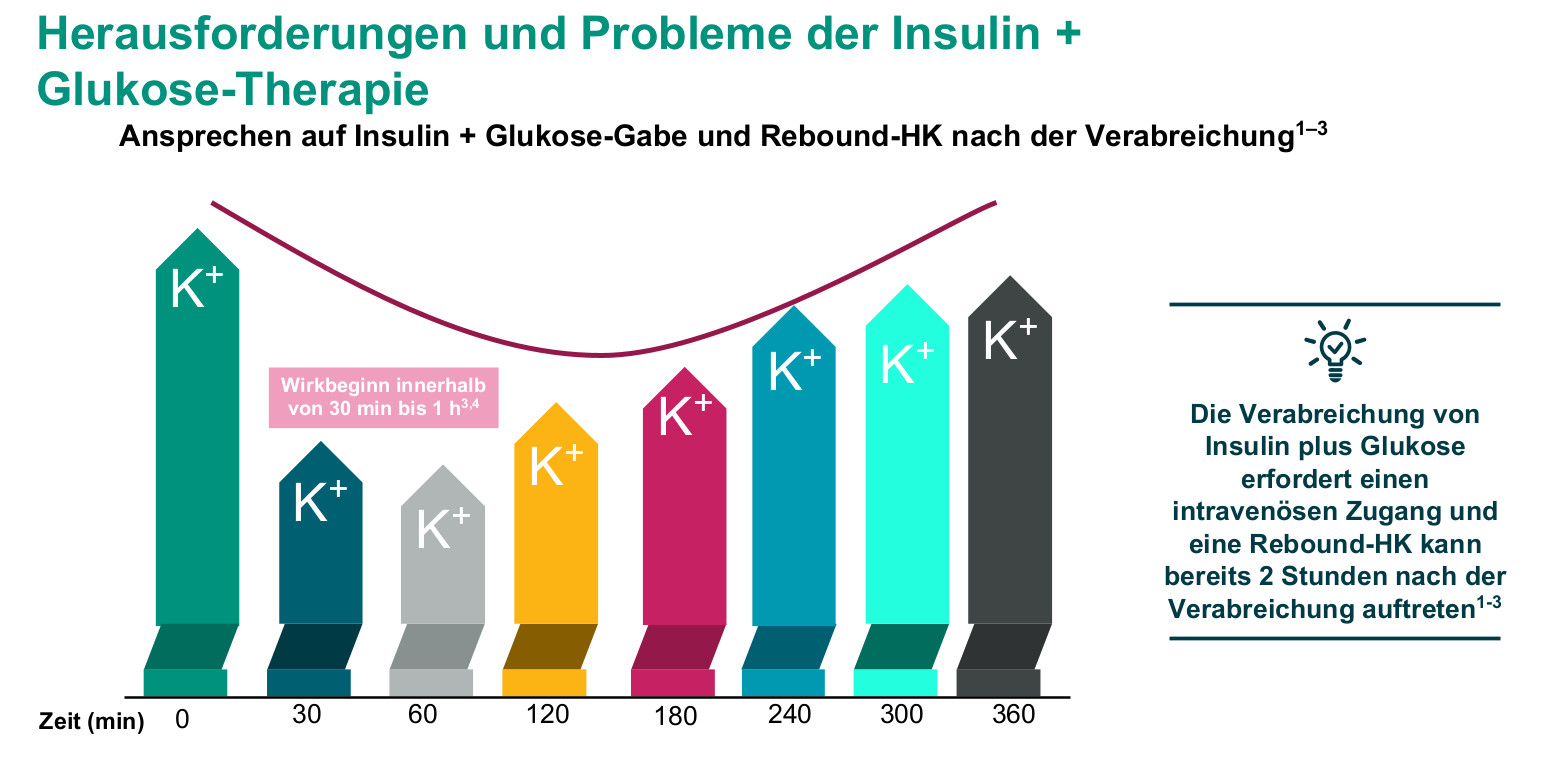 Herausforderungen und Probleme der Insulin +
Glukose-Therapie
Ansprechen auf Insulin + Glukose-Gabe und Rebound-HK nach der Verabreichung1–3
K+
K+
K+
K+
K+
K+
K+
K+
Wirkbeginn innerhalb
von 30 min bis 1 h3,4
Zeit (min) 0 30 60 120 180 240 300 360
Die Verabreichung von
Insulin plus Glukose
erfordert einen
intravenösen Zugang und
eine Rebound-HK kann
bereits 2 Stunden nach der
Verabreichung auftreten1-3